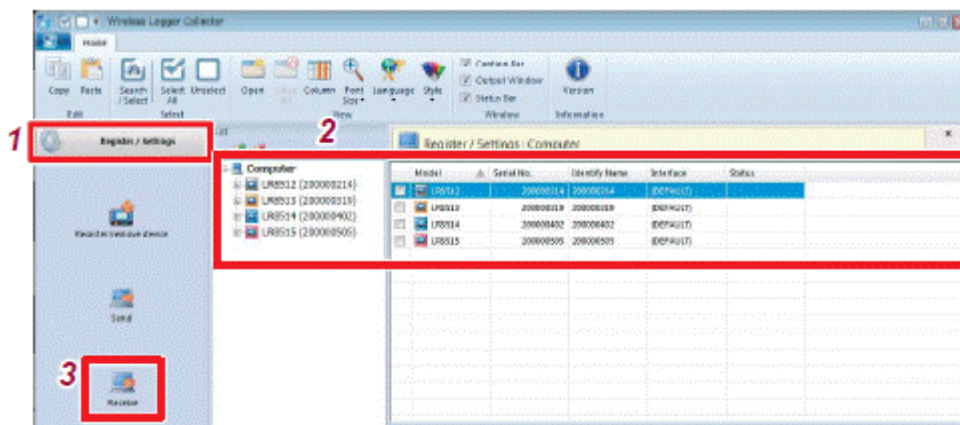 Wireless Logger Collector
Home
Copy Paste Search / Select Select All Unselect Open Column Font Size Language Style Version
Caption Bar
Output Window
Status Bar
Edit Select View Window Information
1 Register / Settings
2
Register / Settings : Computer
Computer
LR8512 (200000214)
LR8513 (200000319)
LR8514 (200000402)
LR8515 (200000505)
Model Serial No. Identify Name Interface Status
LR8512 200000214 200000214 (DEFAULT)
LR8513 200000319 200000319 (DEFAULT)
LR8514 200000402 200000402 (DEFAULT)
LR8515 200000505 200000505 (DEFAULT)
Register/remove device
Send
3
Receive